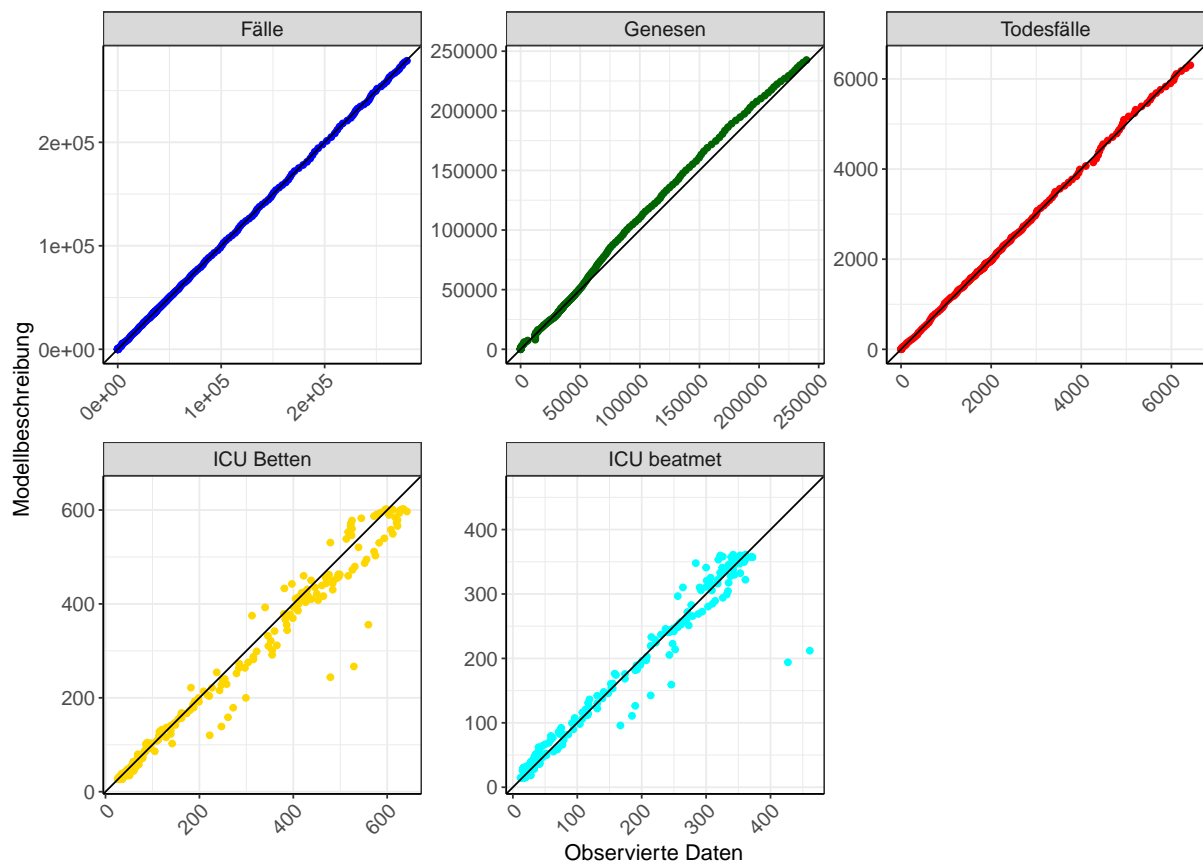 Fälle
Genesen
Todesfälle
250000
200000
150000
100000
50000
0
2e+05
1e+05
0e+00
6000
4000
2000
0
0e+00
1e+05
2e+05
0
50000
100000
150000
200000
250000
0
2000
4000
6000
ICU Betten
ICU beatmet
600
400
200
0
400
300
200
100
0
0
200
400
600
0
100
200
300
400
Modellbeschreibung
Observierte Daten